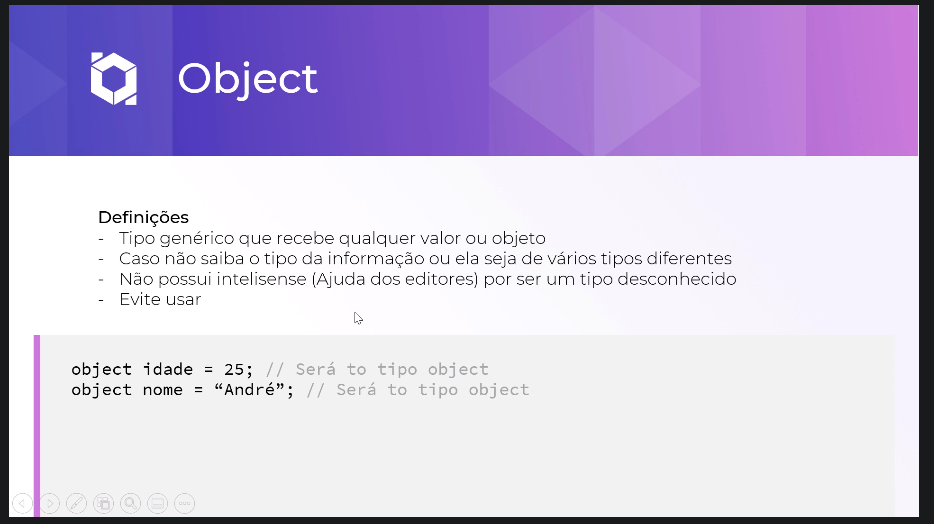 Object
Definições
- Tipo genérico que recebe qualquer valor ou objeto
- Caso não saiba o tipo da informação ou ela seja de vários tipos diferentes
- Não possui intelisense (Ajuda dos editores) por ser um tipo desconhecido
- Evite usar
object idade = 25; // Será to tipo object
object nome = “André”; // Será to tipo object